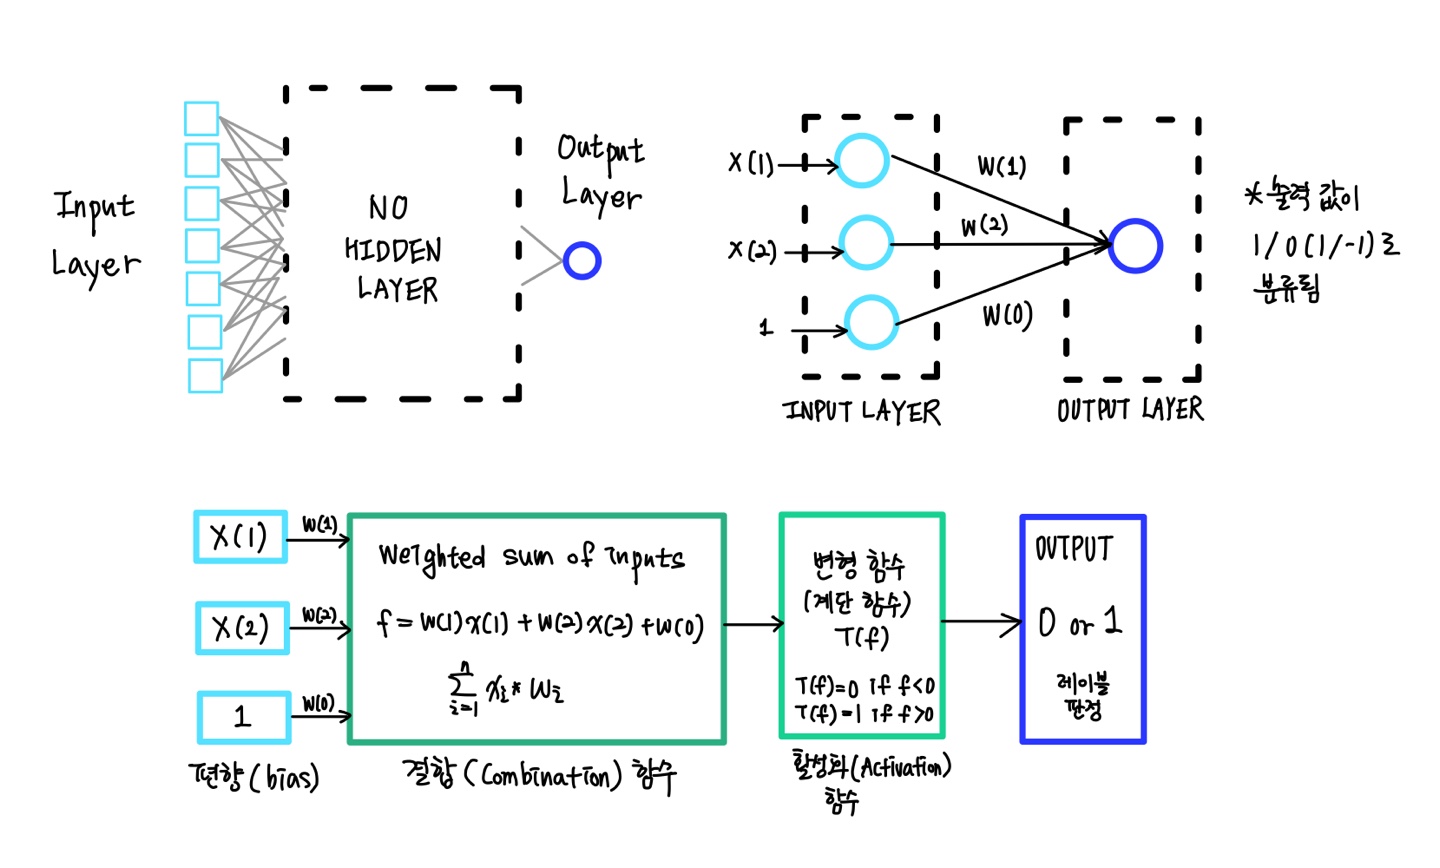 Input
Layer
NO
HIDDEN
LAYER
Output
Layer
X(1)
X(2)
1
W(1)
W(2)
W(0)
INPUT LAYER
OUTPUT LAYER
* 출력 값이
1/0(1/-1)로
분류됨
X(1)
W(1)
X(2)
W(2)
1
W(0)
편향(bias)
Weighted sum of inputs
f = W(1)x(1) + W(2)x(2) + W(0)
n
∑ xᵢ * Wᵢ
i=1
결합(Combination) 함수
변형 함수
(계단 함수)
T(f)
T(f)=0 if f<0
T(f)=1 if f>0
활성화(Activation)
함수
OUTPUT
0 or 1
레이블
판정